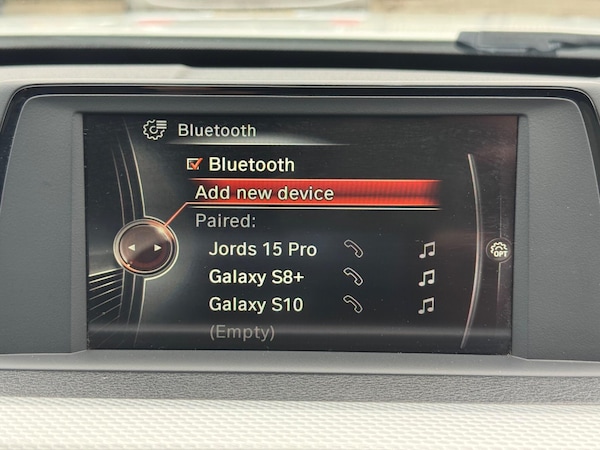 Bluetooth
Bluetooth
Add new device
Paired:
Jords 15 Pro
Galaxy S8+
OPT
Galaxy S10
(Empty)